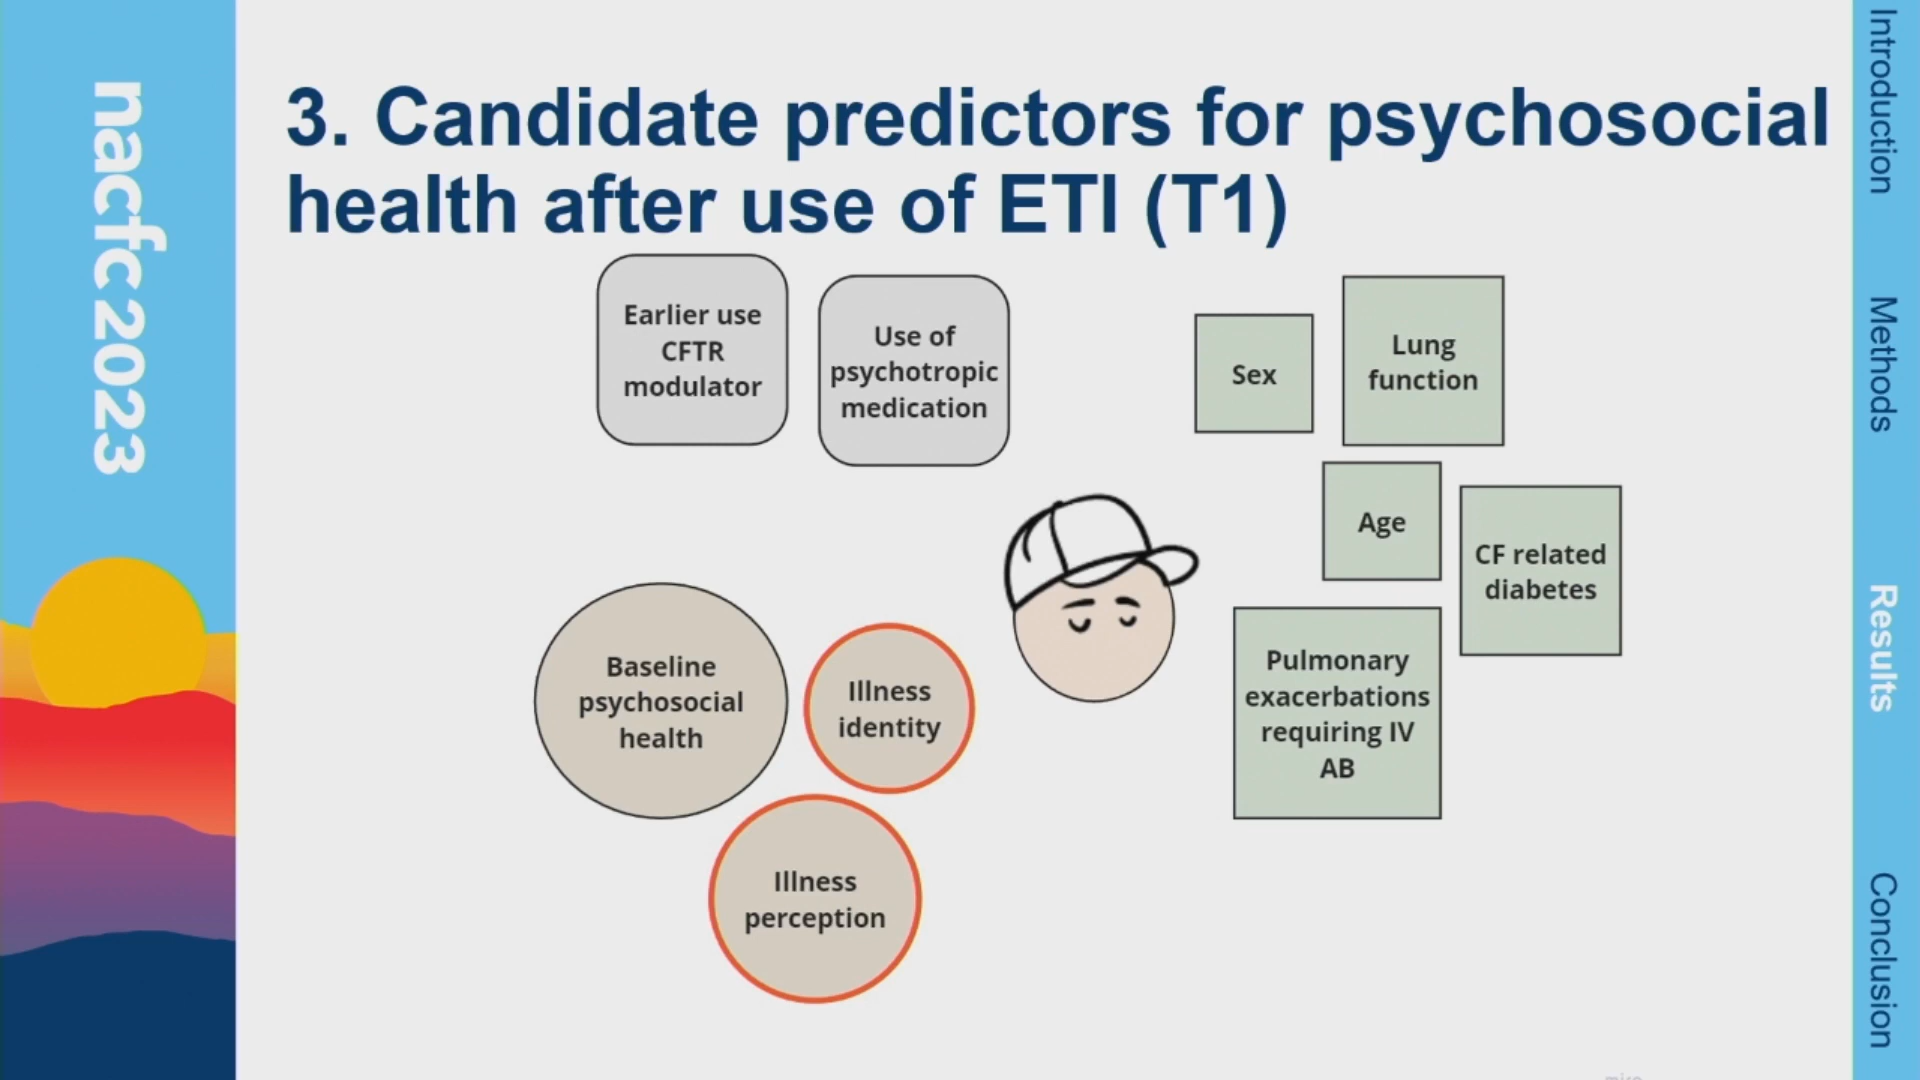 nacfc 2023
3. Candidate predictors for psychosocial
health after use of ETI (T1)
Earlier use
CFTR
modulator
Use of
psychotropic
medication
Sex
Lung
function
Age
CF related
diabetes
Pulmonary
exacerbations
requiring IV
AB
Baseline
psychosocial
health
Illness
identity
Illness
perception
Introduction
Methods
Results
Conclusion